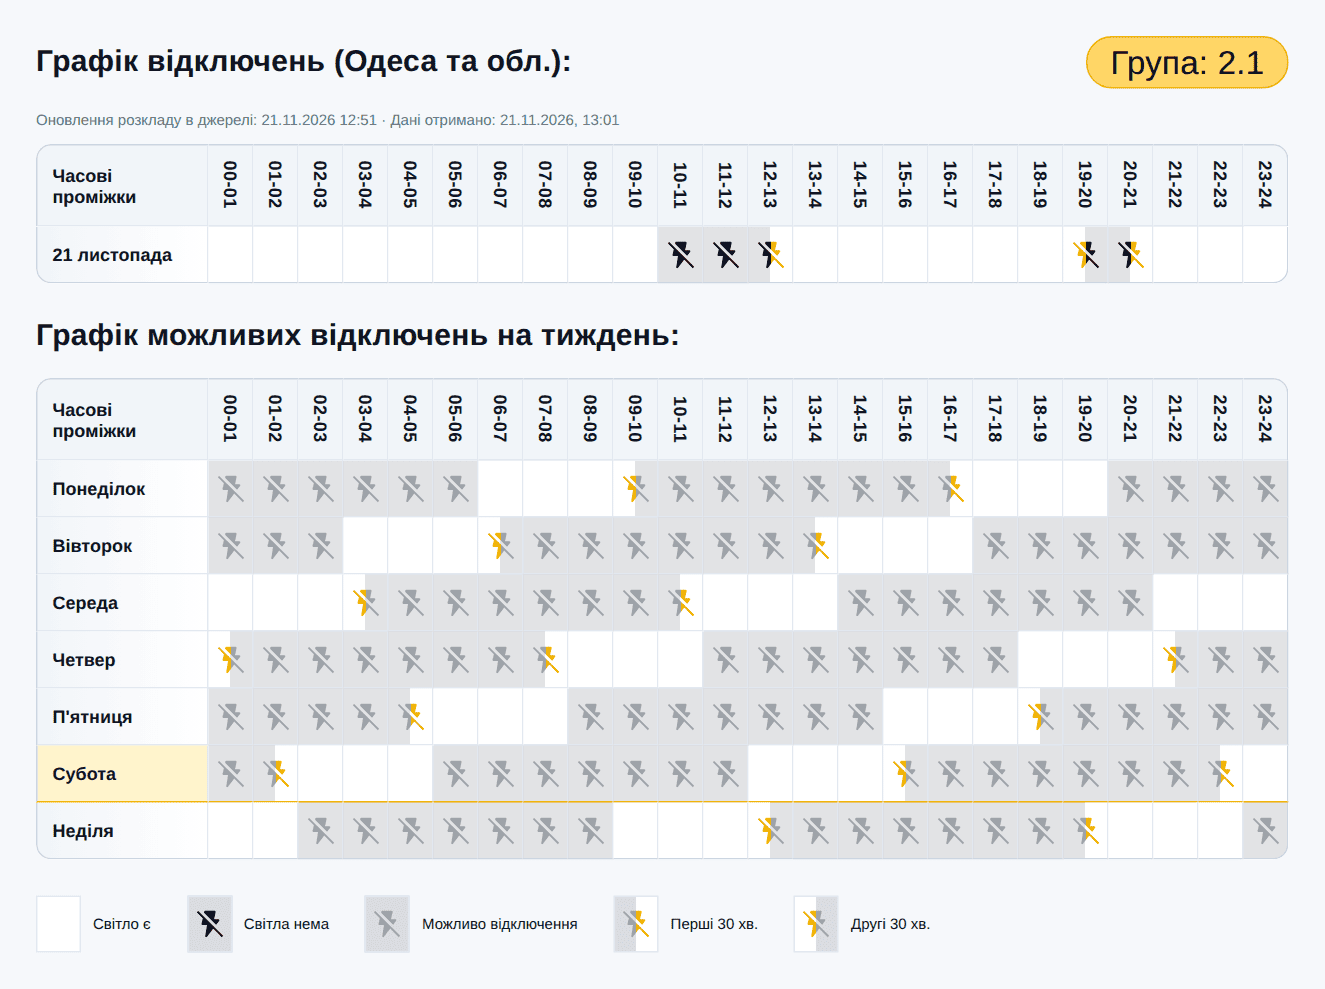 Графік відключень (Одеса та обл.):
Група: 2.1
Оновлення розкладу в джерелі: 21.11.2026 12:51 · Дані отримано: 21.11.2026, 13:01
Часові
проміжки
00-01 01-02 02-03 03-04 04-05 05-06 06-07 07-08 08-09 09-10 10-11 11-12 12-13 13-14 14-15 15-16 16-17 17-18 18-19 19-20 20-21 21-22 22-23 23-24
21 листопада
Графік можливих відключень на тиждень:
Часові
проміжки
00-01 01-02 02-03 03-04 04-05 05-06 06-07 07-08 08-09 09-10 10-11 11-12 12-13 13-14 14-15 15-16 16-17 17-18 18-19 19-20 20-21 21-22 22-23 23-24
Понеділок
Вівторок
Середа
Четвер
П'ятниця
Субота
Неділя
Світло є
Світла нема
Можливо відключення
Перші 30 хв.
Другі 30 хв.